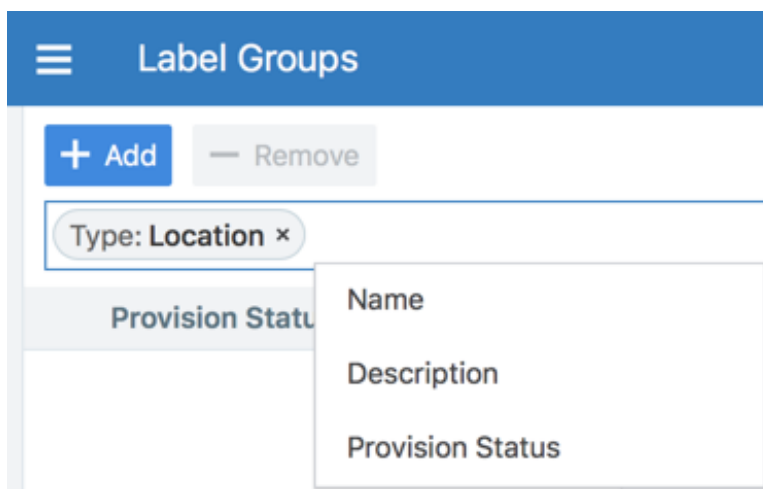 Label Groups
+ Add
— Remove
Type: Location ×
Provision Statu
Name
Description
Provision Status